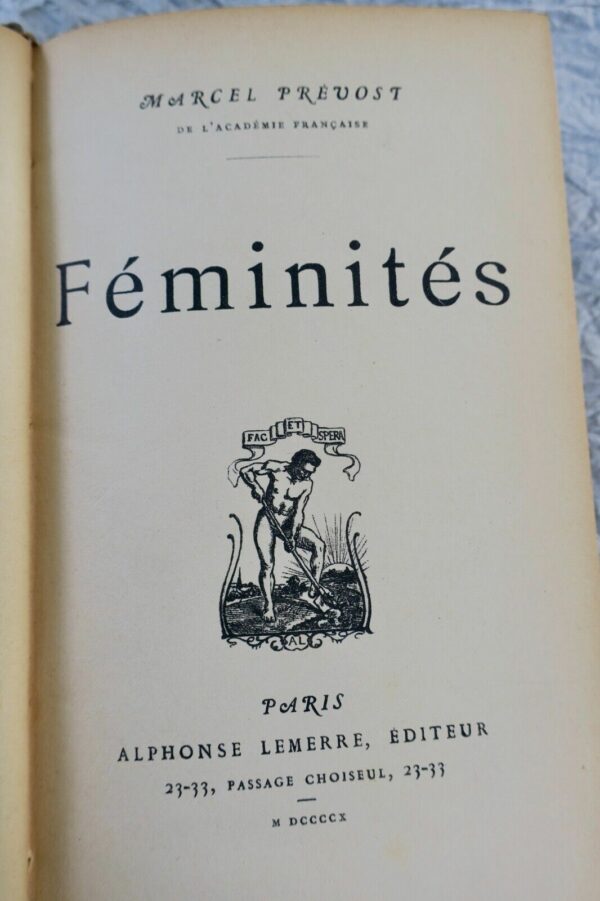 MARCEL PRÉVOST
DE L'ACADÉMIE FRANÇAISE
Féminités
FAC ET SPERA
AL
PARIS
ALPHONSE LEMERRE, ÉDITEUR
23-33, PASSAGE CHOISEUL, 23-33
M DCCCCX